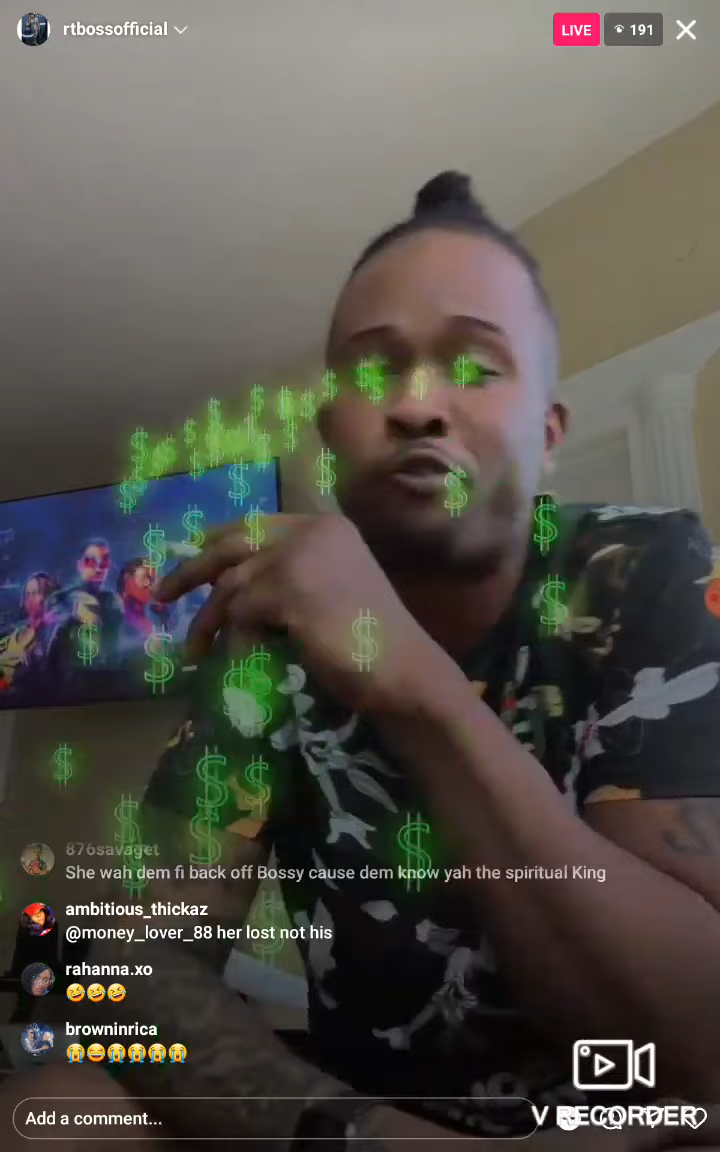 rtbossofficial
LIVE
191
876savaget
She wah dem fi back off Bossy cause dem know yah the spiritual King
ambitious_thickaz
@money_lover_88 her lost not his
rahanna.xo
🤣🤣🤣
browninrica
😭😂😭😭😭😭
Add a comment...
V RECORDER